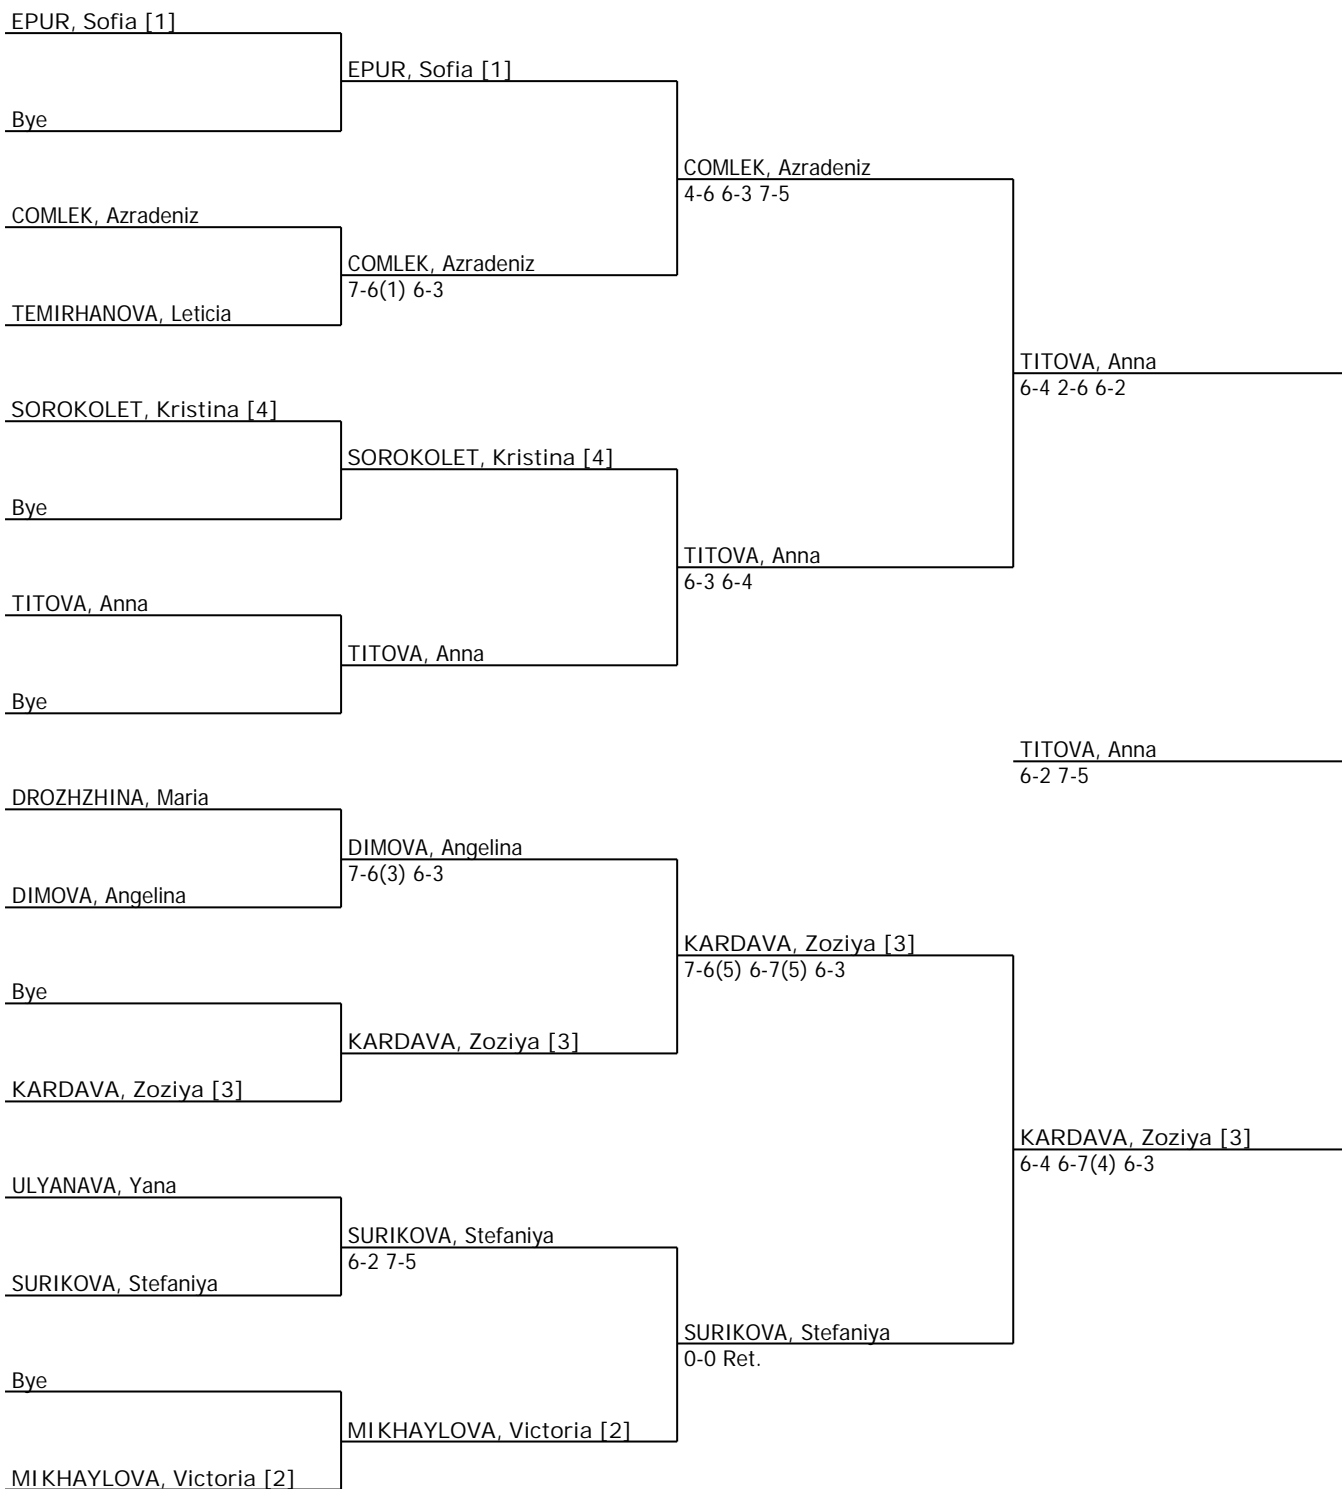 EPUR, Sofia [1]
Bye
COMLEK, Azradeniz
TEMIRHANOVA, Leticia
SOROKOLET, Kristina [4]
Bye
TITOVA, Anna
Bye
DROZHZHINA, Maria
DIMOVA, Angelina
Bye
KARDAVA, Zoziya [3]
ULYANAVA, Yana
SURIKOVA, Stefaniya
Bye
MIKHAYLOVA, Victoria [2]
EPUR, Sofia [1]
COMLEK, Azradeniz
7-6(1) 6-3
SOROKOLET, Kristina [4]
TITOVA, Anna
DIMOVA, Angelina
7-6(3) 6-3
KARDAVA, Zoziya [3]
SURIKOVA, Stefaniya
6-2 7-5
MIKHAYLOVA, Victoria [2]
COMLEK, Azradeniz
4-6 6-3 7-5
TITOVA, Anna
6-3 6-4
KARDAVA, Zoziya [3]
7-6(5) 6-7(5) 6-3
SURIKOVA, Stefaniya
0-0 Ret.
TITOVA, Anna
6-4 2-6 6-2
TITOVA, Anna
6-2 7-5
KARDAVA, Zoziya [3]
6-4 6-7(4) 6-3